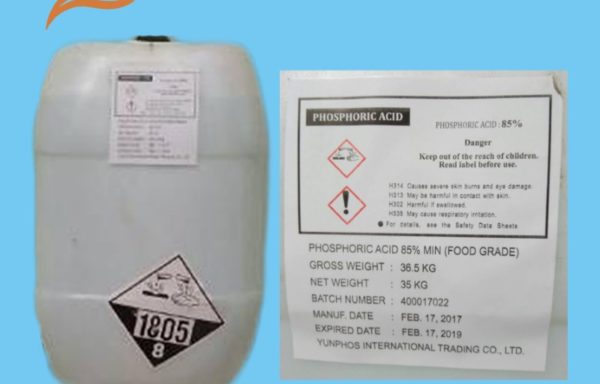 1805
8
PHOSPHORIC ACID
PHOSPHORIC ACID : 85%
Danger
Keep out of the reach of children.
Read label before use.
H314 Causes severe skin burns and eye damage
H313 May be harmful in contact with skin.
H302 Harmful if swallowed.
H335 May cause respiratory irritation.
For details, see the Safety Data Sheets
PHOSPHORIC ACID 85% MIN (FOOD GRADE)
GROSS WEIGHT : 36.5 KG
NET WEIGHT : 35 KG
BATCH NUMBER : 400017022
MANUF. DATE : FEB. 17, 2017
EXPIRED DATE : FEB. 17, 2019
YUNPHOS INTERNATIONAL TRADING CO., LTD.